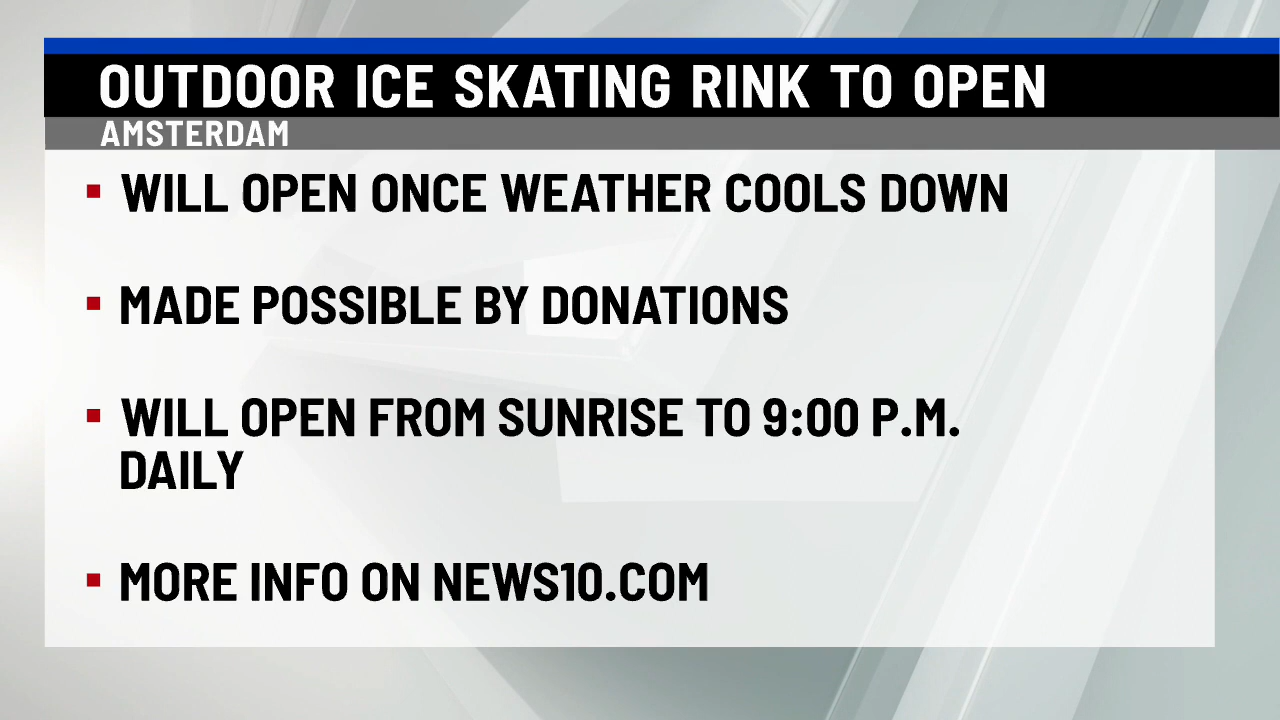 OUTDOOR ICE SKATING RINK TO OPEN
AMSTERDAM
WILL OPEN ONCE WEATHER COOLS DOWN
MADE POSSIBLE BY DONATIONS
WILL OPEN FROM SUNRISE TO 9:00 P.M.
DAILY
MORE INFO ON NEWS10.COM